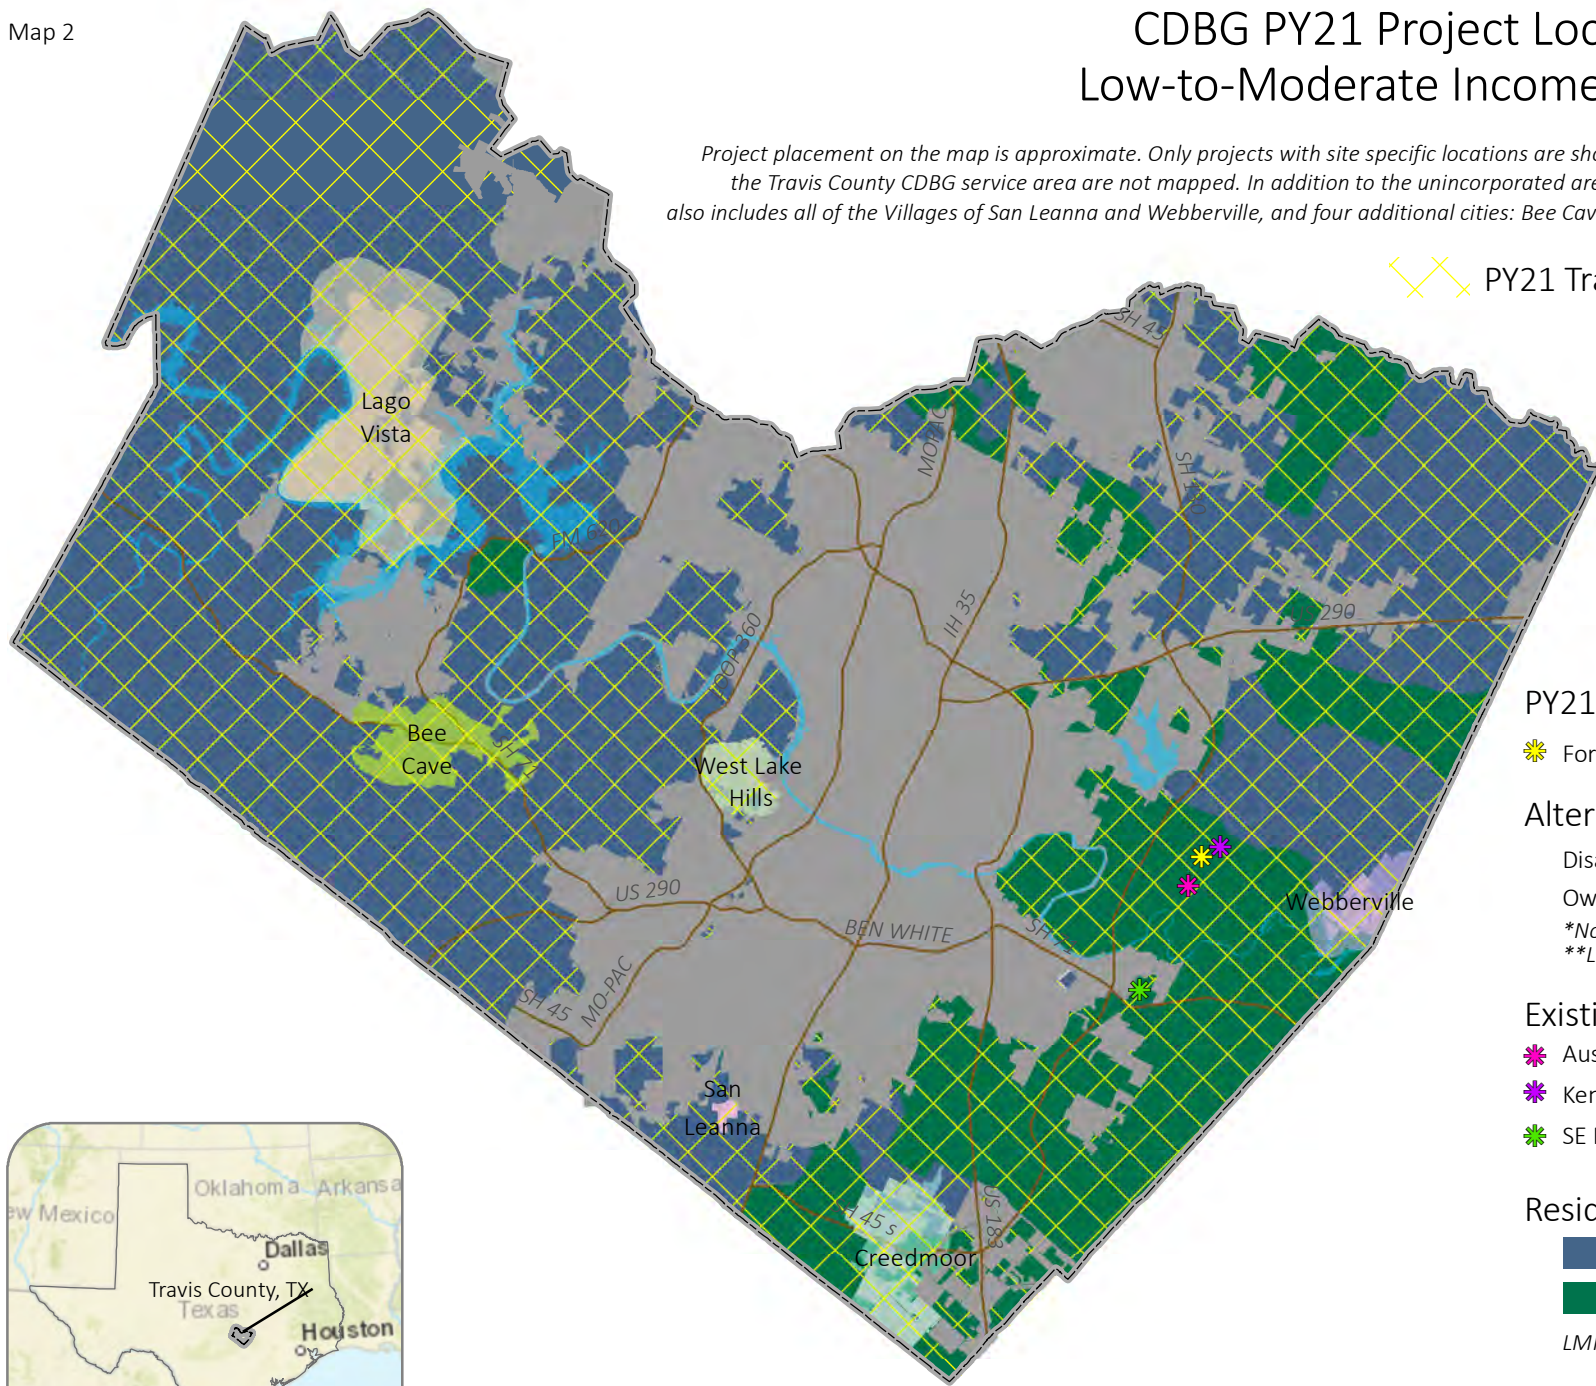 Map 2
CDBG PY21 Project Loc
Low-to-Moderate Income
Project placement on the map is approximate. Only projects with site specific locations are sho
the Travis County CDBG service area are not mapped. In addition to the unincorporated are
also includes all of the Villages of San Leanna and Webberville, and four additional cities: Bee Cav
PY21 Tra
SH 45
MOPAC
SH 130
Lago
Vista
FM 620
IH 35
290
LOOP 360
PY21
For
Bee
Cave
SH 71
West Lake
Hills
Alter
Disa
Ow
*No
**L
Webberville
US 290
BEN WHITE
SH 71
SH 45
MO-PAC
Existi
Aus
Ken
SE
San
Leanna
Resid
LMI
H 45 s
US 183
Creedmoor
Oklahoma
Arkansa
ew Mexico
Dallas
Travis County, TX
Texas
Houston